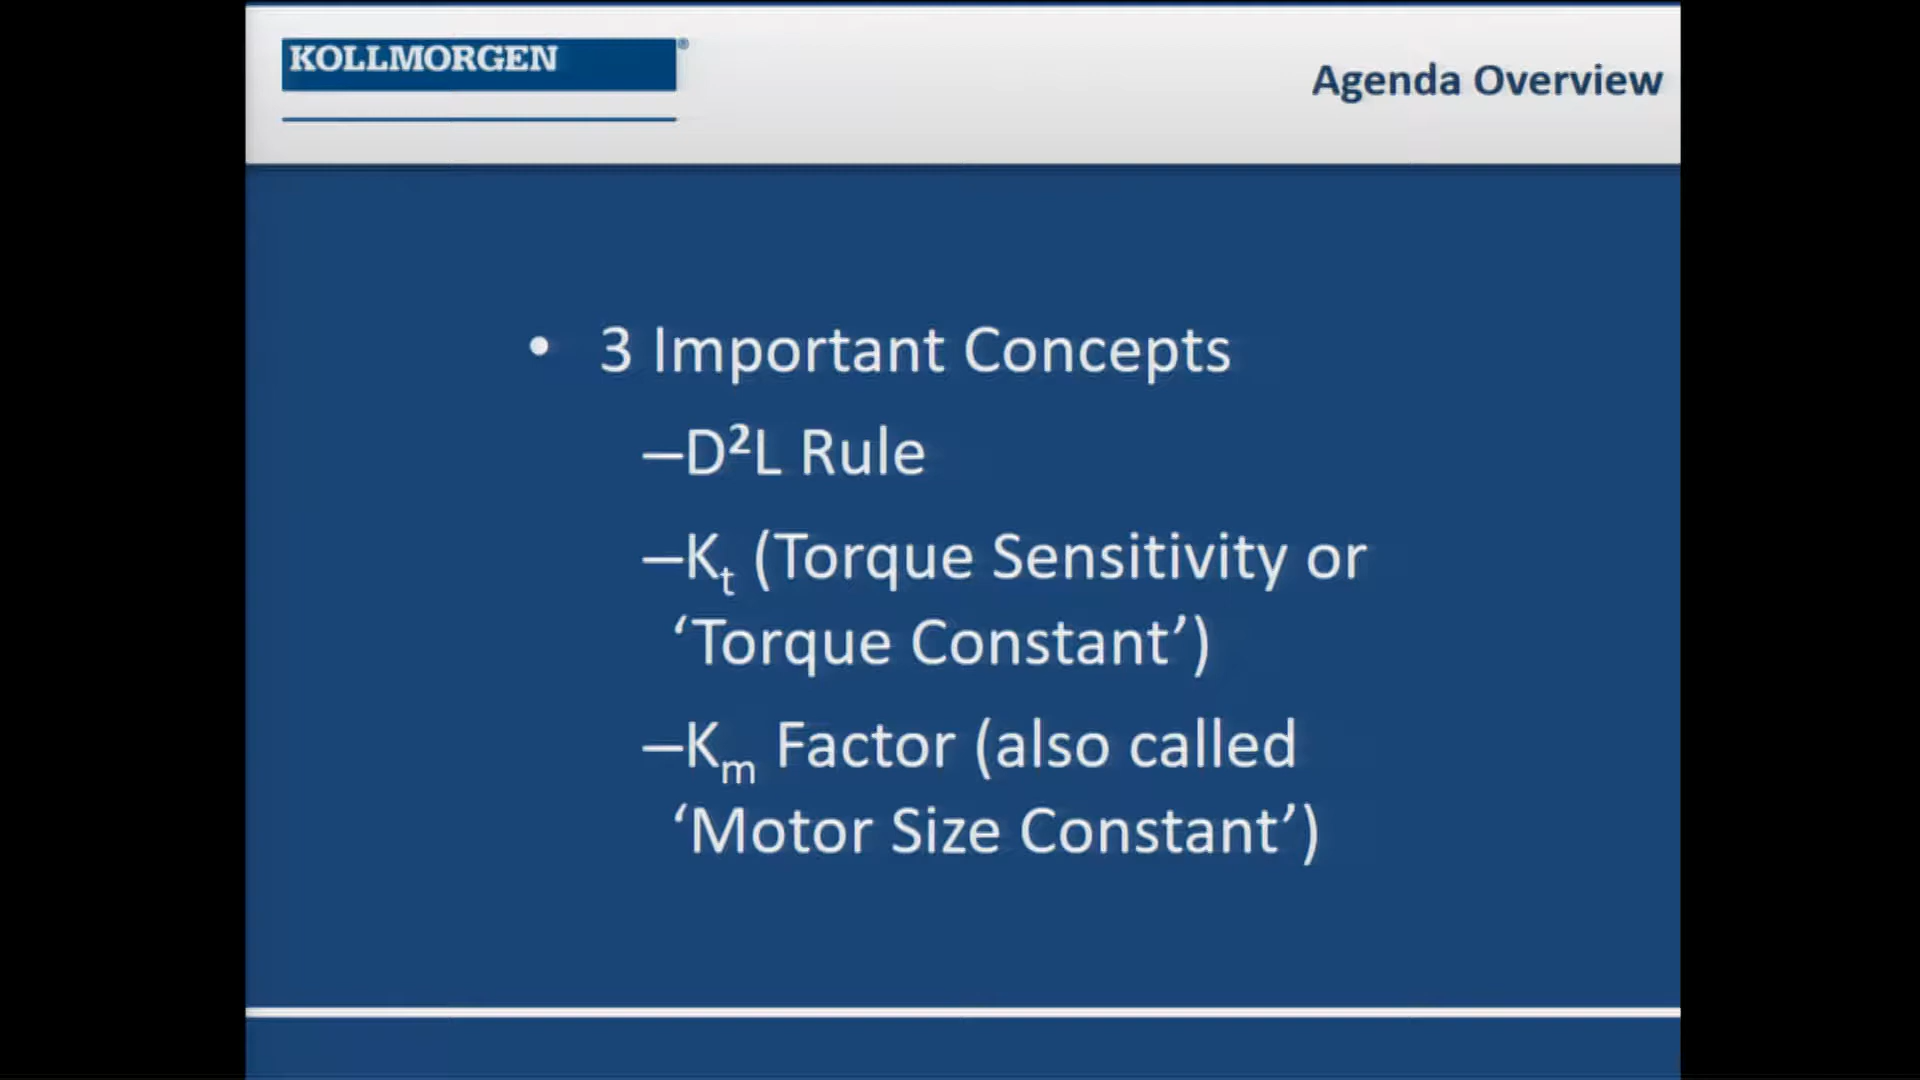 KOLLMORGEN®
Agenda Overview
• 3 Important Concepts
–D²L Rule
–Kt (Torque Sensitivity or
‘Torque Constant’)
–Km Factor (also called
‘Motor Size Constant’)